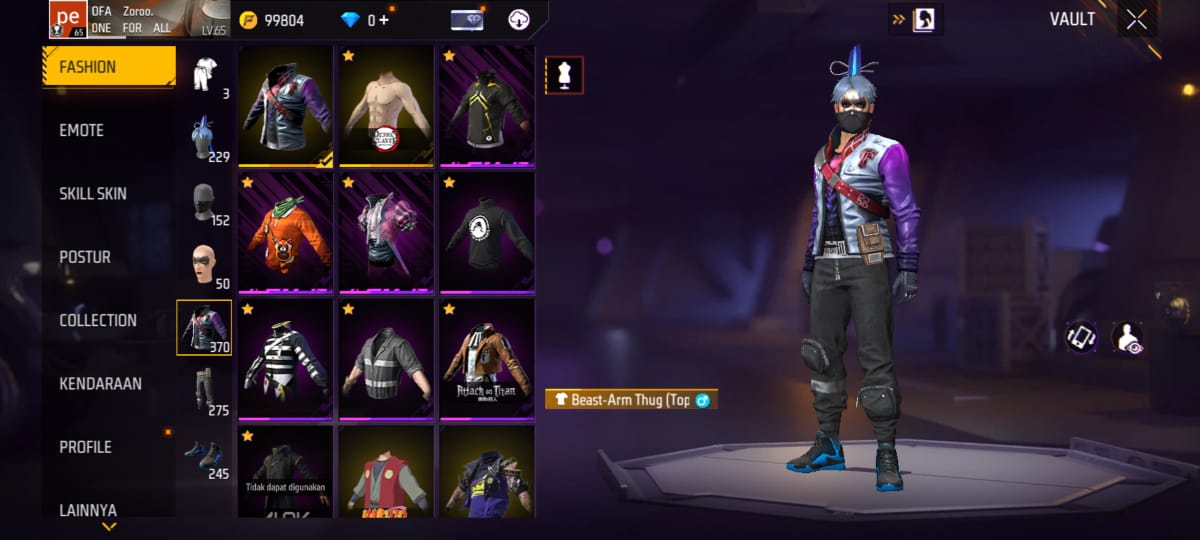 pe
65
OFA Zoroo.
ONE FOR ALL
LV.65
99804
0 +
VAULT
FASHION
EMOTE
SKILL SKIN
POSTUR
COLLECTION
KENDARAAN
PROFILE
LAINNYA
3
229
152
50
370
275
245
Attack on Titan
Tidak dapat digunakan
Beast-Arm Thug (Top